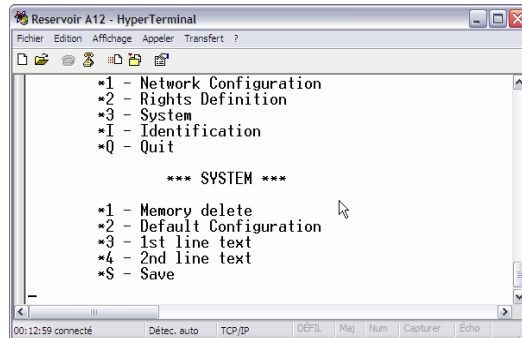 Reservoir A12 - HyperTerminal
Fichier Edition Affichage Appeler Transfert ?
*1 - Network Configuration
*2 - Rights Definition
*3 - System
*I - Identification
*Q - Quit
*** SYSTEM ***
*1 - Memory delete
*2 - Default Configuration
*3 - 1st line text
*4 - 2nd line text
*S - Save
00:12:59 connecté Détec. auto TCP/IP DÉFIL Maj Num Capturer Écho